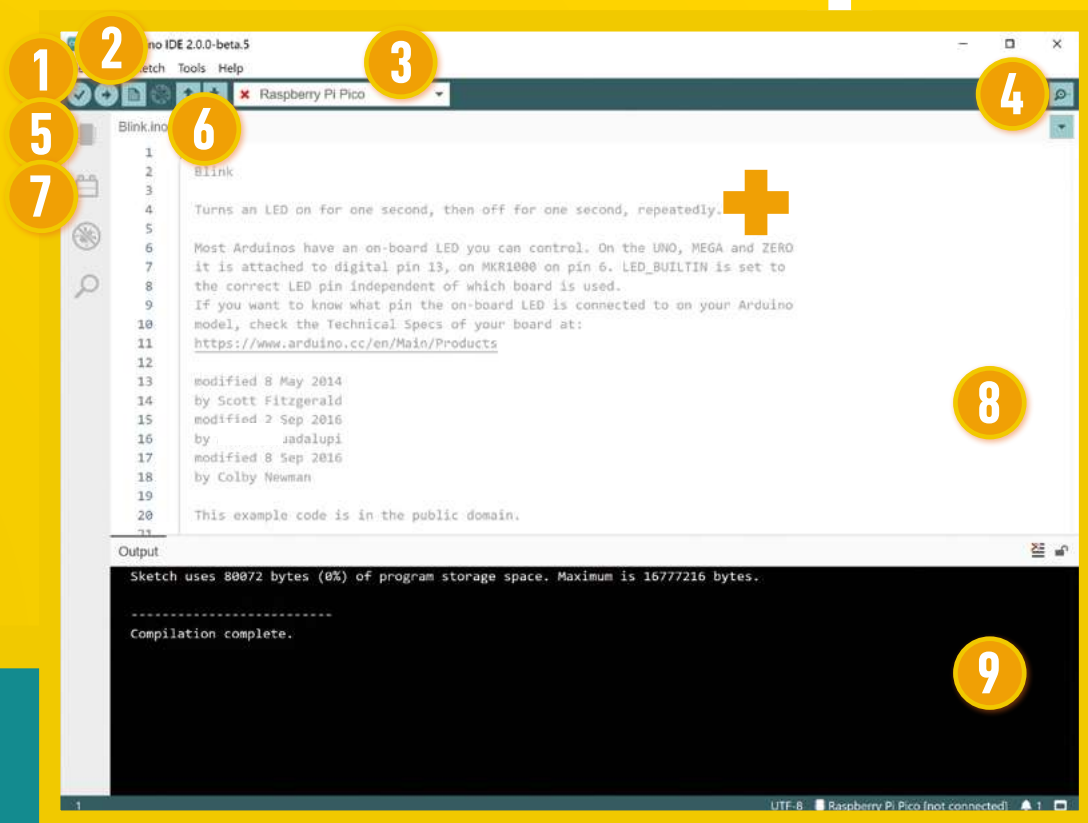 1
2
no IDE 2.0.0-beta.5
3
etch Tools Help
4
Raspberry Pi Pico
5
Blink.ino
6
7
1
2 Blink
3
4 Turns an LED on for one second, then off for one second, repeatedly.
5
6 Most Arduinos have an on-board LED you can control. On the UNO, MEGA and ZERO
7 it is attached to digital pin 13, on MKR1000 on pin 6. LED_BUILTIN is set to
8 the correct LED pin independent of which board is used.
9 If you want to know what pin the on-board LED is connected to on your Arduino
10 model, check the Technical Specs of your board at:
11 https://www.arduino.cc/en/Main/Products
12
13 modified 8 May 2014
14 by Scott Fitzgerald
15 modified 2 Sep 2016
16 by adalupi
17 modified 8 Sep 2016
18 by Colby Newman
19
20 This example code is in the public domain.
21
8
Output
Sketch uses 80072 bytes (0%) of program storage space. Maximum is 16777216 bytes.
--------------------------
Compilation complete.
9
1 UTF-8 Raspberry Pi Pico [not connected] 1